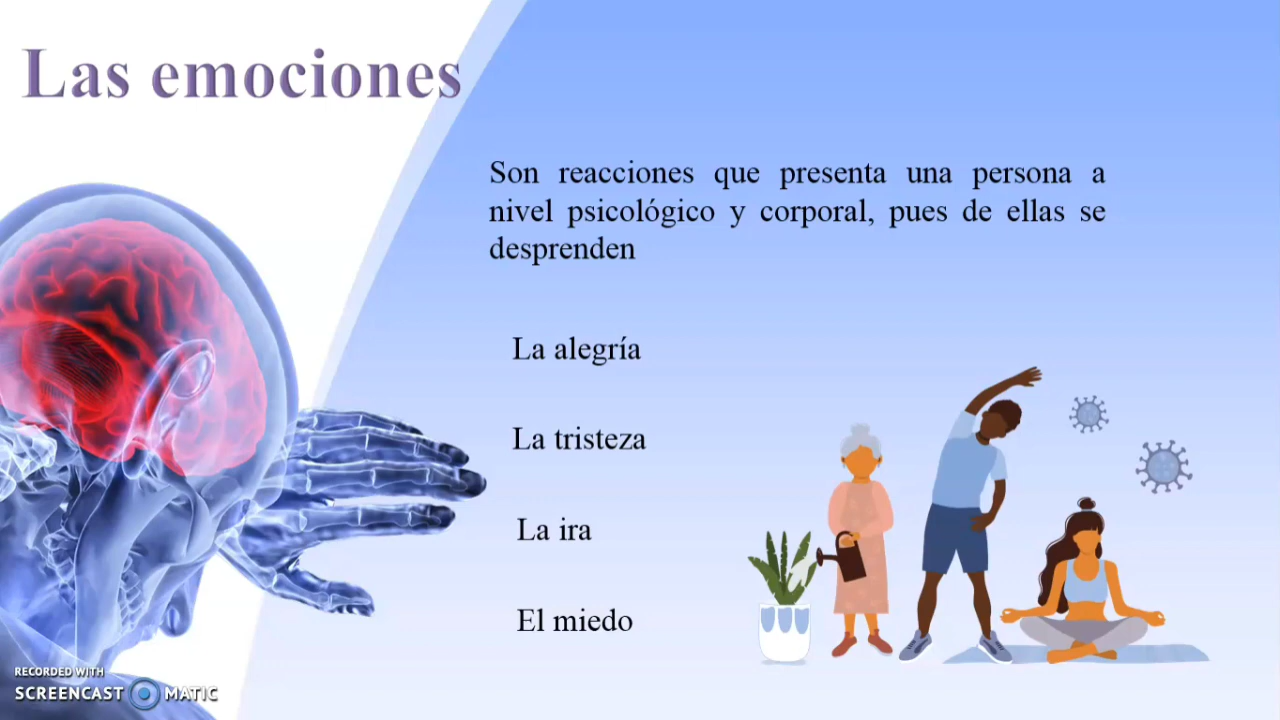 Las emociones
Son reacciones que presenta una persona a
nivel psicológico y corporal, pues de ellas se
desprenden
La alegría
La tristeza
La ira
El miedo
RECORDED WITH
SCREENCAST MATIC